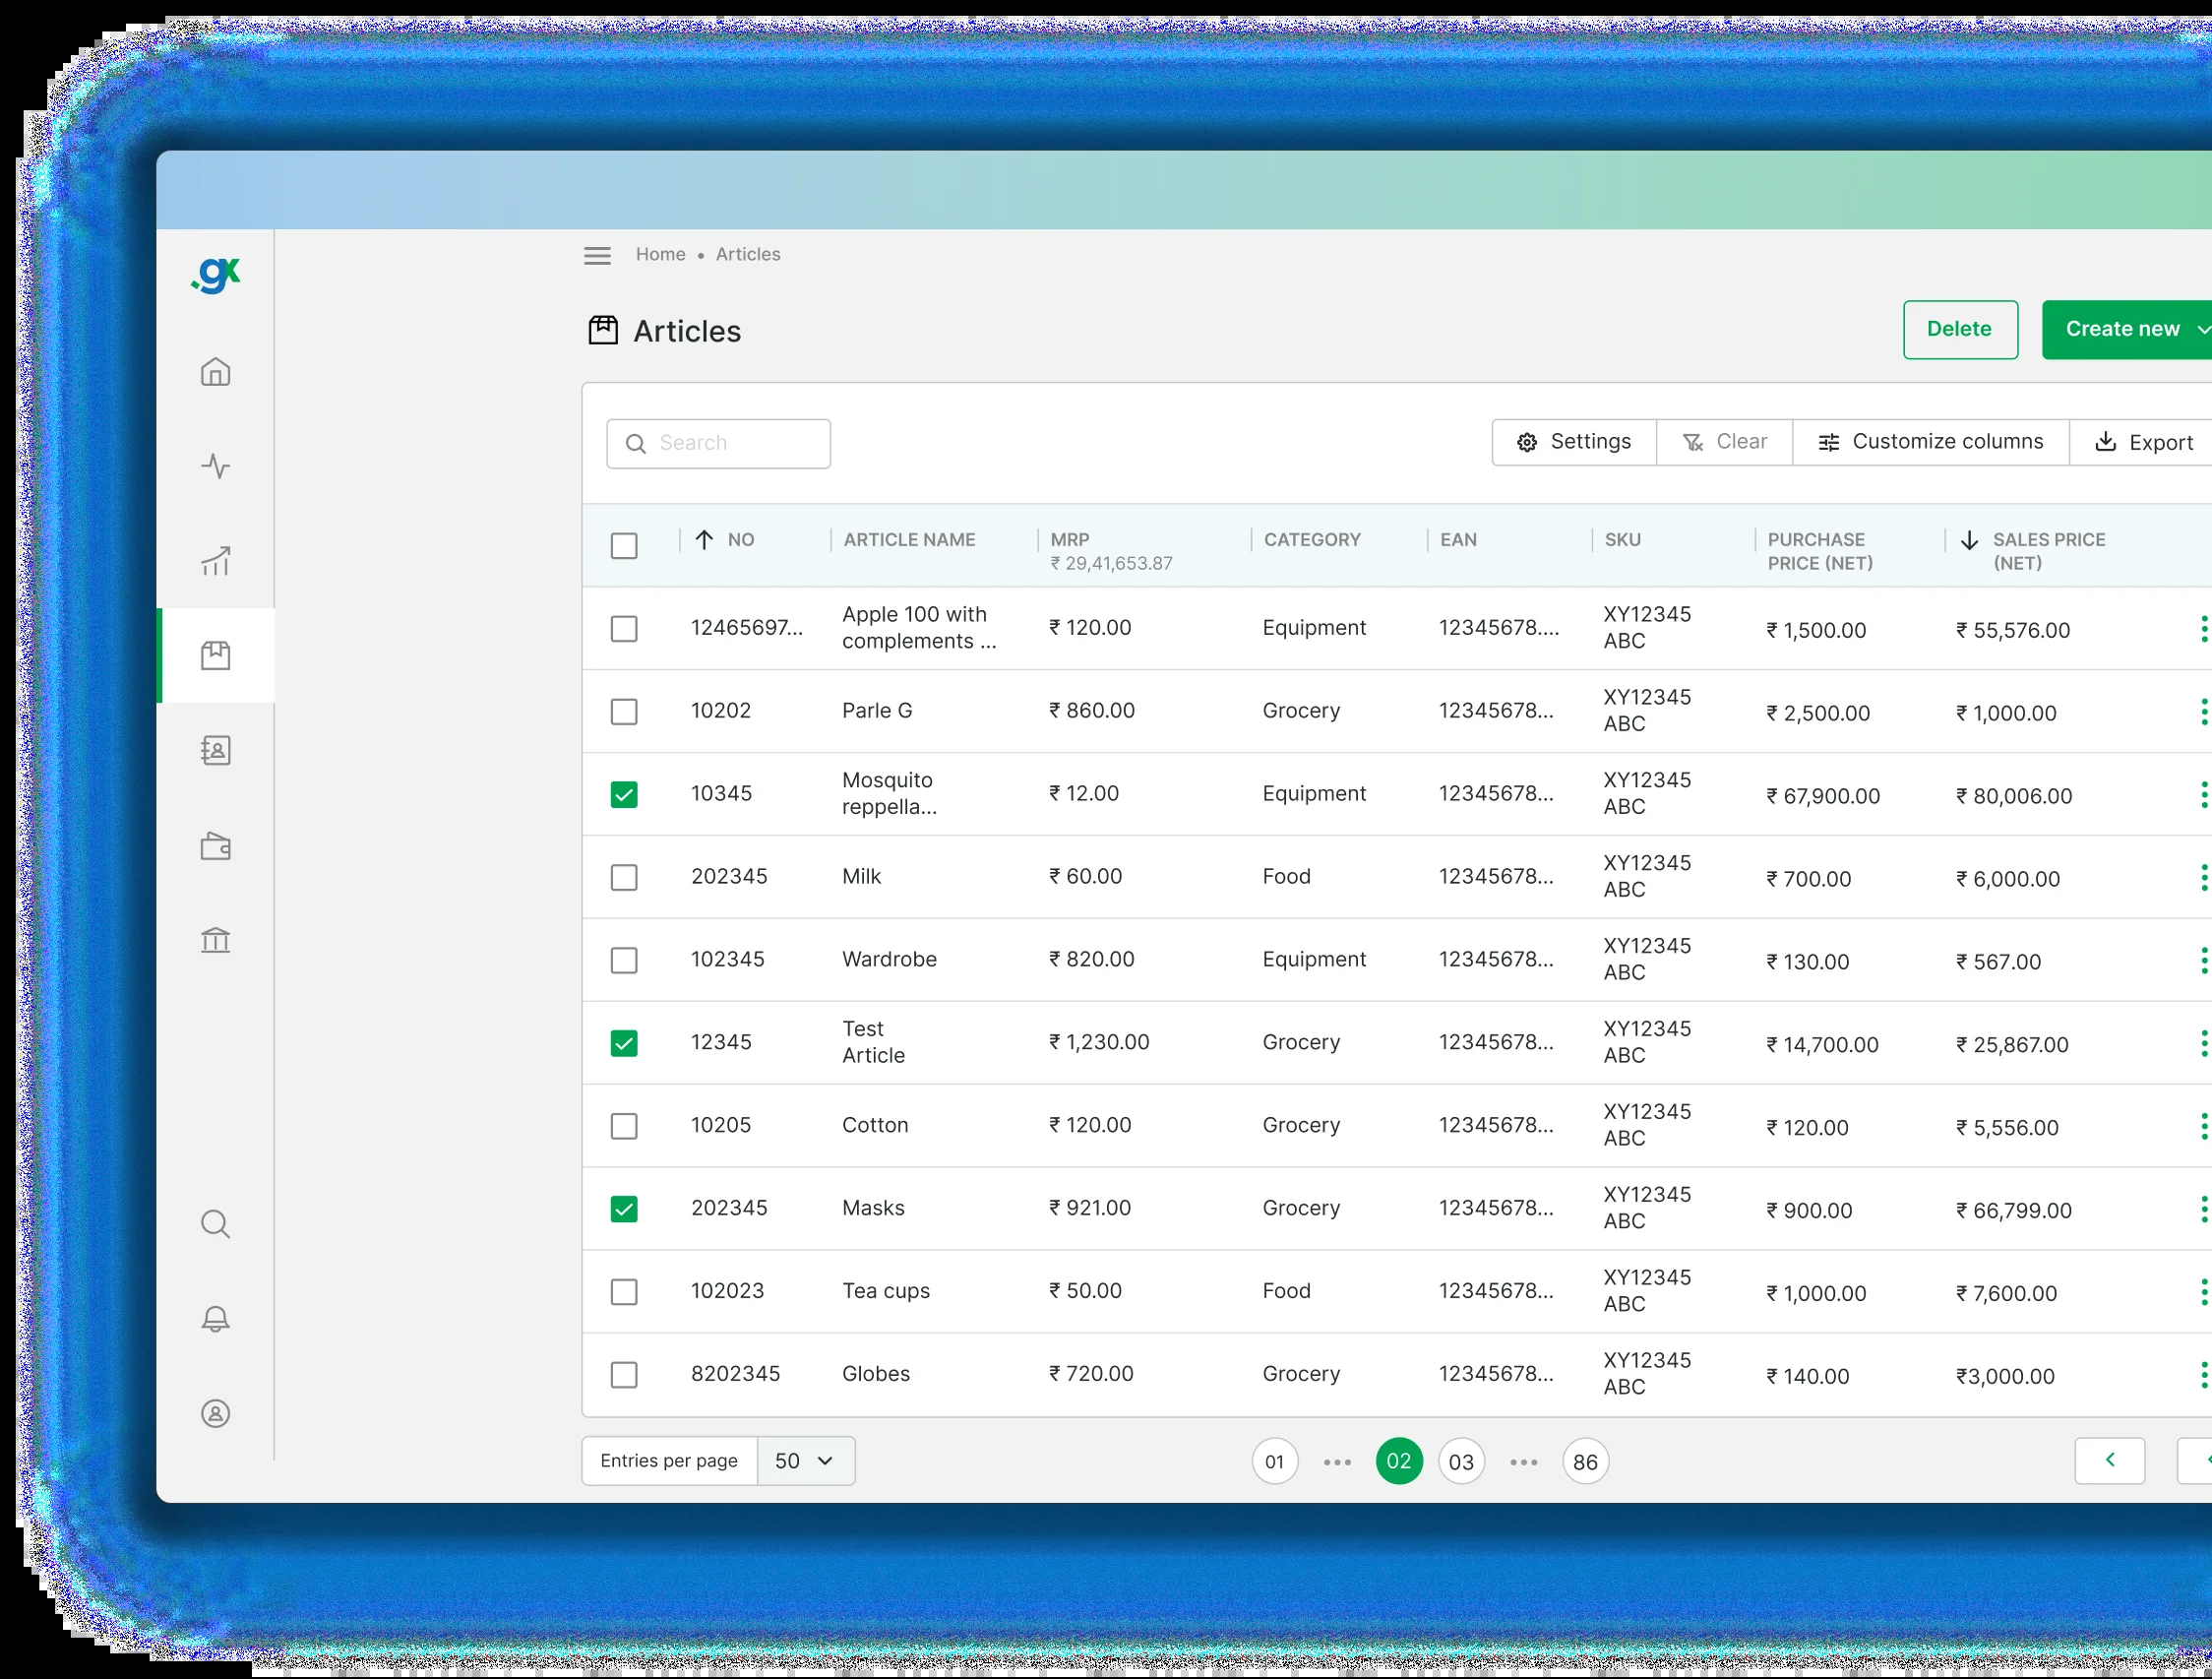 .gx
Home • Articles
Articles
Delete
Create new
Search
Settings
Clear
Customize columns
Export
NO
ARTICLE NAME
MRP
₹ 29,41,653.87
CATEGORY
EAN
SKU
PURCHASE
PRICE (NET)
SALES PRICE
(NET)
12465697...
Apple 100 with
complements ...
₹ 120.00
Equipment
12345678....
XY12345
ABC
₹ 1,500.00
₹ 55,576.00
10202
Parle G
₹ 860.00
Grocery
12345678...
XY12345
ABC
₹ 2,500.00
₹ 1,000.00
10345
Mosquito
reppella...
₹ 12.00
Equipment
12345678...
XY12345
ABC
₹ 67,900.00
₹ 80,006.00
202345
Milk
₹ 60.00
Food
12345678...
XY12345
ABC
₹ 700.00
₹ 6,000.00
102345
Wardrobe
₹ 820.00
Equipment
12345678...
XY12345
ABC
₹ 130.00
₹ 567.00
12345
Test
Article
₹ 1,230.00
Grocery
12345678...
XY12345
ABC
₹ 14,700.00
₹ 25,867.00
10205
Cotton
₹ 120.00
Grocery
12345678...
XY12345
ABC
₹ 120.00
₹ 5,556.00
202345
Masks
₹ 921.00
Grocery
12345678...
XY12345
ABC
₹ 900.00
₹ 66,799.00
102023
Tea cups
₹ 50.00
Food
12345678...
XY12345
ABC
₹ 1,000.00
₹ 7,600.00
8202345
Globes
₹ 720.00
Grocery
12345678...
XY12345
ABC
₹ 140.00
₹3,000.00
Entries per page
50
01 ••• 02 03 ••• 86